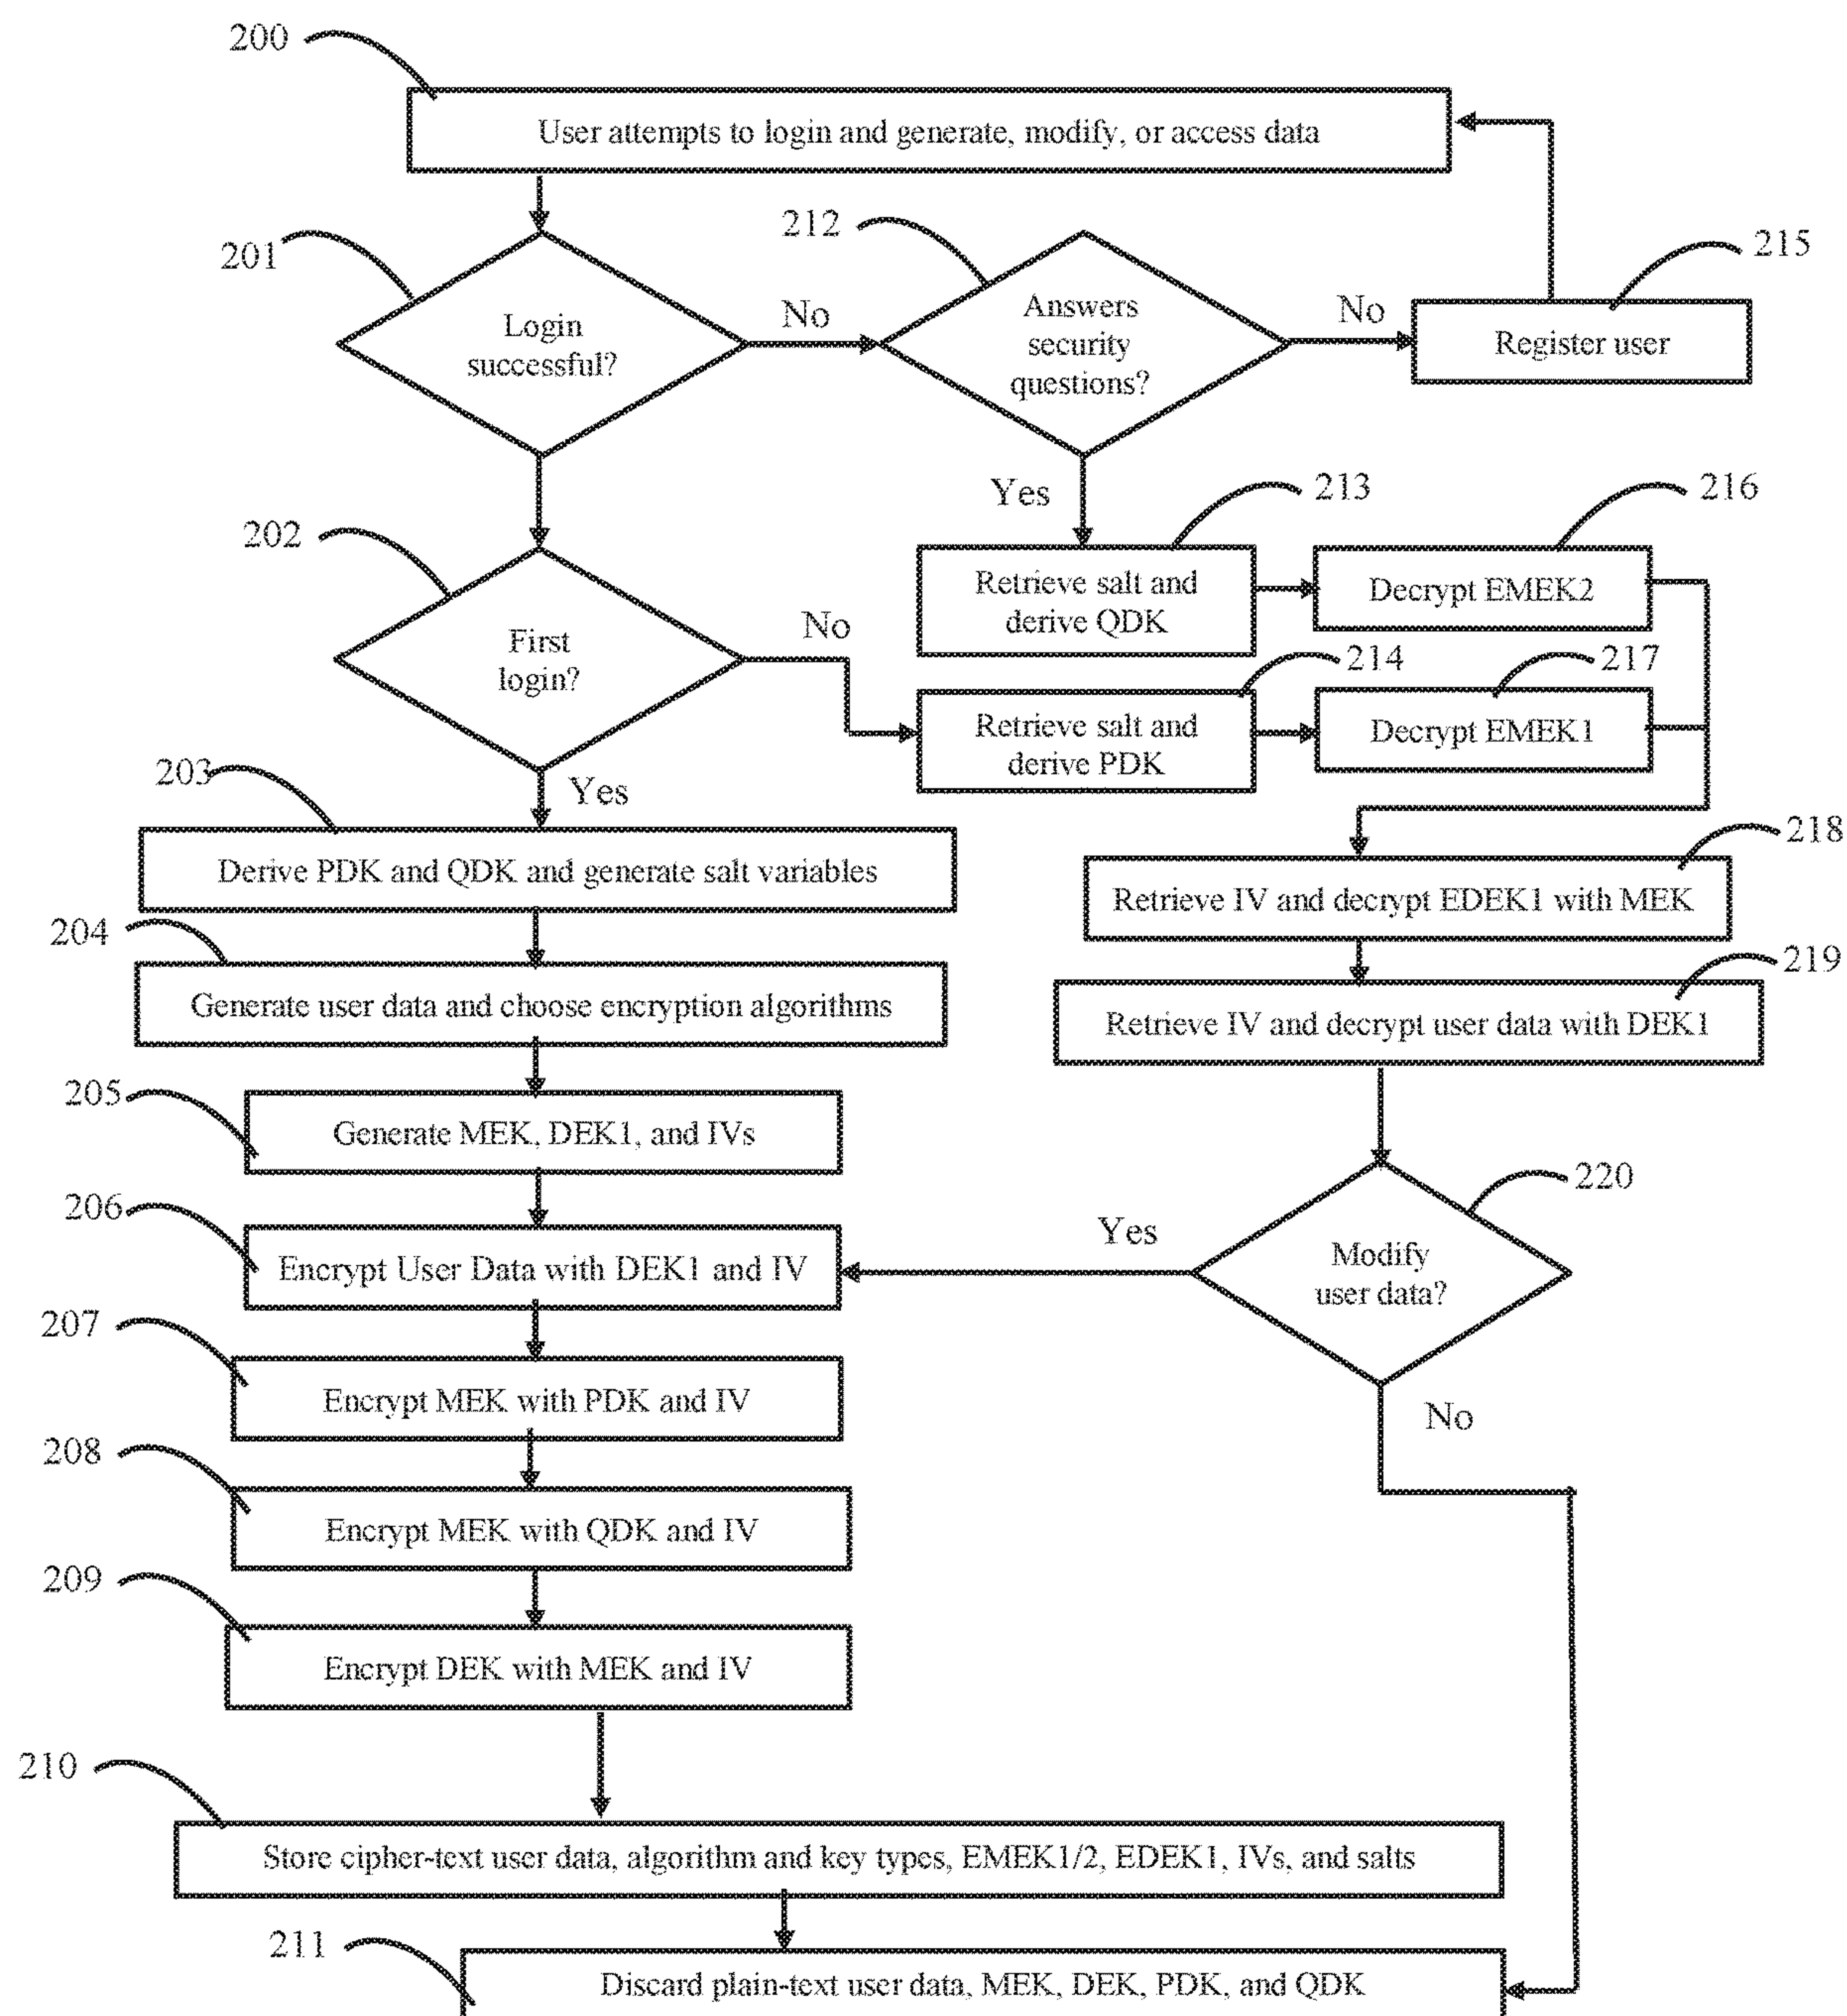 200
User attempts to login and generate, modify, or access data
201
Login
successful?
No
212
Answers
security
questions?
No
215
Register user
202
First
login?
No
Yes
213
Retrieve salt and
derive QDK
216
Decrypt EMEK2
214
Retrieve salt and
derive PDK
217
Decrypt EMEK1
203
Yes
Derive PDK and QDK and generate salt variables
218
Retrieve IV and decrypt EDEK1 with MEK
204
Generate user data and choose encryption algorithms
219
Retrieve IV and decrypt user data with DEK1
205
Generate MEK, DEK1, and IVs
206
Encrypt User Data with DEK1 and IV
Yes
220
Modify
user data?
No
207
Encrypt MEK with PDK and IV
208
Encrypt MEK with QDK and IV
209
Encrypt DEK with MEK and IV
210
Store cipher-text user data, algorithm and key types, EMEK1/2, EDEK1, IVs, and salts
211
Discard plain-text user data, MEK, DEK, PDK, and QDK